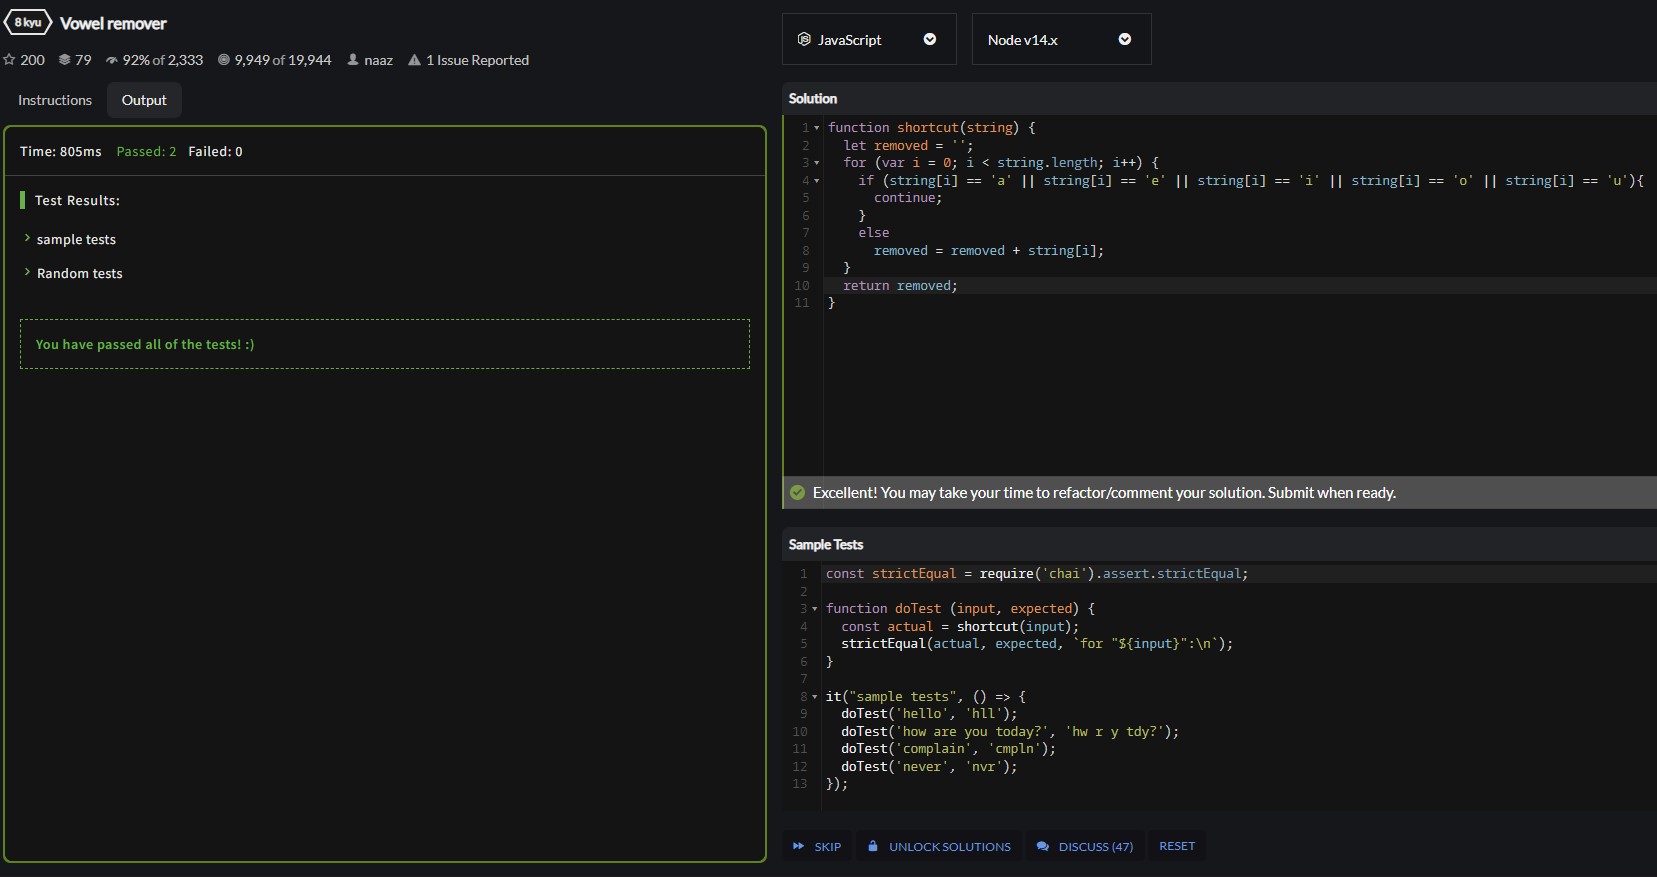 8 kyu Vowel remover
200 79 92% of 2,333 9,949 of 19,944 naaz 1 Issue Reported
Instructions Output
Time: 805ms Passed: 2 Failed: 0
Test Results:
sample tests
Random tests
You have passed all of the tests! :)
JavaScript Node v14.x
Solution
1 function shortcut(string) {
2 let removed = '';
3 for (var i = 0; i < string.length; i++) {
4 if (string[i] == 'a' || string[i] == 'e' || string[i] == 'i' || string[i] == 'o' || string[i] == 'u'){
5 continue;
6 }
7 else
8 removed = removed + string[i];
9 }
10 return removed;
11 }
Excellent! You may take your time to refactor/comment your solution. Submit when ready.
Sample Tests
1 const strictEqual = require('chai').assert.strictEqual;
2
3 function doTest (input, expected) {
4 const actual = shortcut(input);
5 strictEqual(actual, expected, `for "${input}":\n`);
6 }
7
8 it("sample tests", () => {
9 doTest('hello', 'hll');
10 doTest('how are you today?', 'hw r y tdy?');
11 doTest('complain', 'cmpln');
12 doTest('never', 'nvr');
13 });
SKIP UNLOCK SOLUTIONS DISCUSS (47) RESET